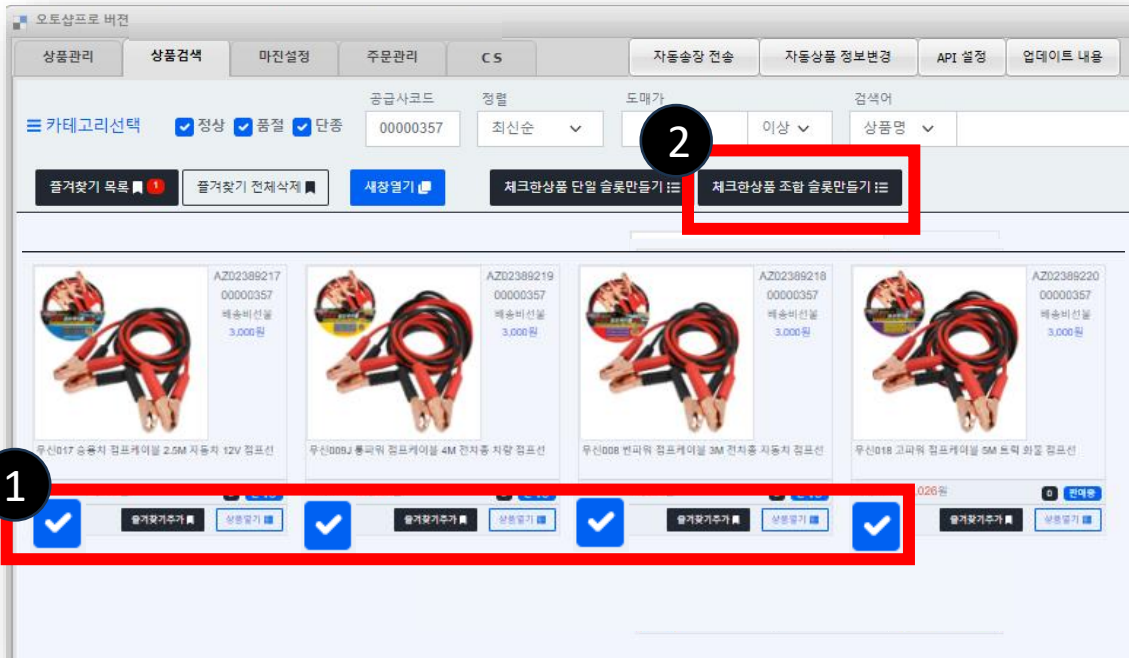 오토샵프로 버젼
상품관리 상품검색 마진설정 주문관리 C S 자동송장 전송 자동상품 정보변경 API 설정 업데이트 내용
공급사코드 정렬 도매가 검색어
카테고리선택 정상 품절 단종 00000357 최신순 이상 상품명
2
즐겨찾기 목록 1 즐겨찾기 전체삭제 새창열기 체크한상품 단일 슬롯만들기 체크한상품 조합 슬롯만들기
AZ02389217 AZ02389219 AZ02389218 AZ02389220
00000357 00000357 00000357 00000357
배송비선불 배송비선불 배송비선불 배송비선불
3,000원 3,000원 3,000원 3,000원
무신017 승용차 점프케이블 2.5M 자동차 12V 점프선 무신009J 통파워 점프케이블 4M 전차종 차량 점프선 무신008 번파워 점프케이블 3M 전차종 자동차 점프선 무신018 고파워 점프케이블 5M 트럭 화물 점프선
1
026원 0 판매중
즐겨찾기추가 상품열기 즐겨찾기추가 상품열기 즐겨찾기추가 상품열기 즐겨찾기추가 상품열기